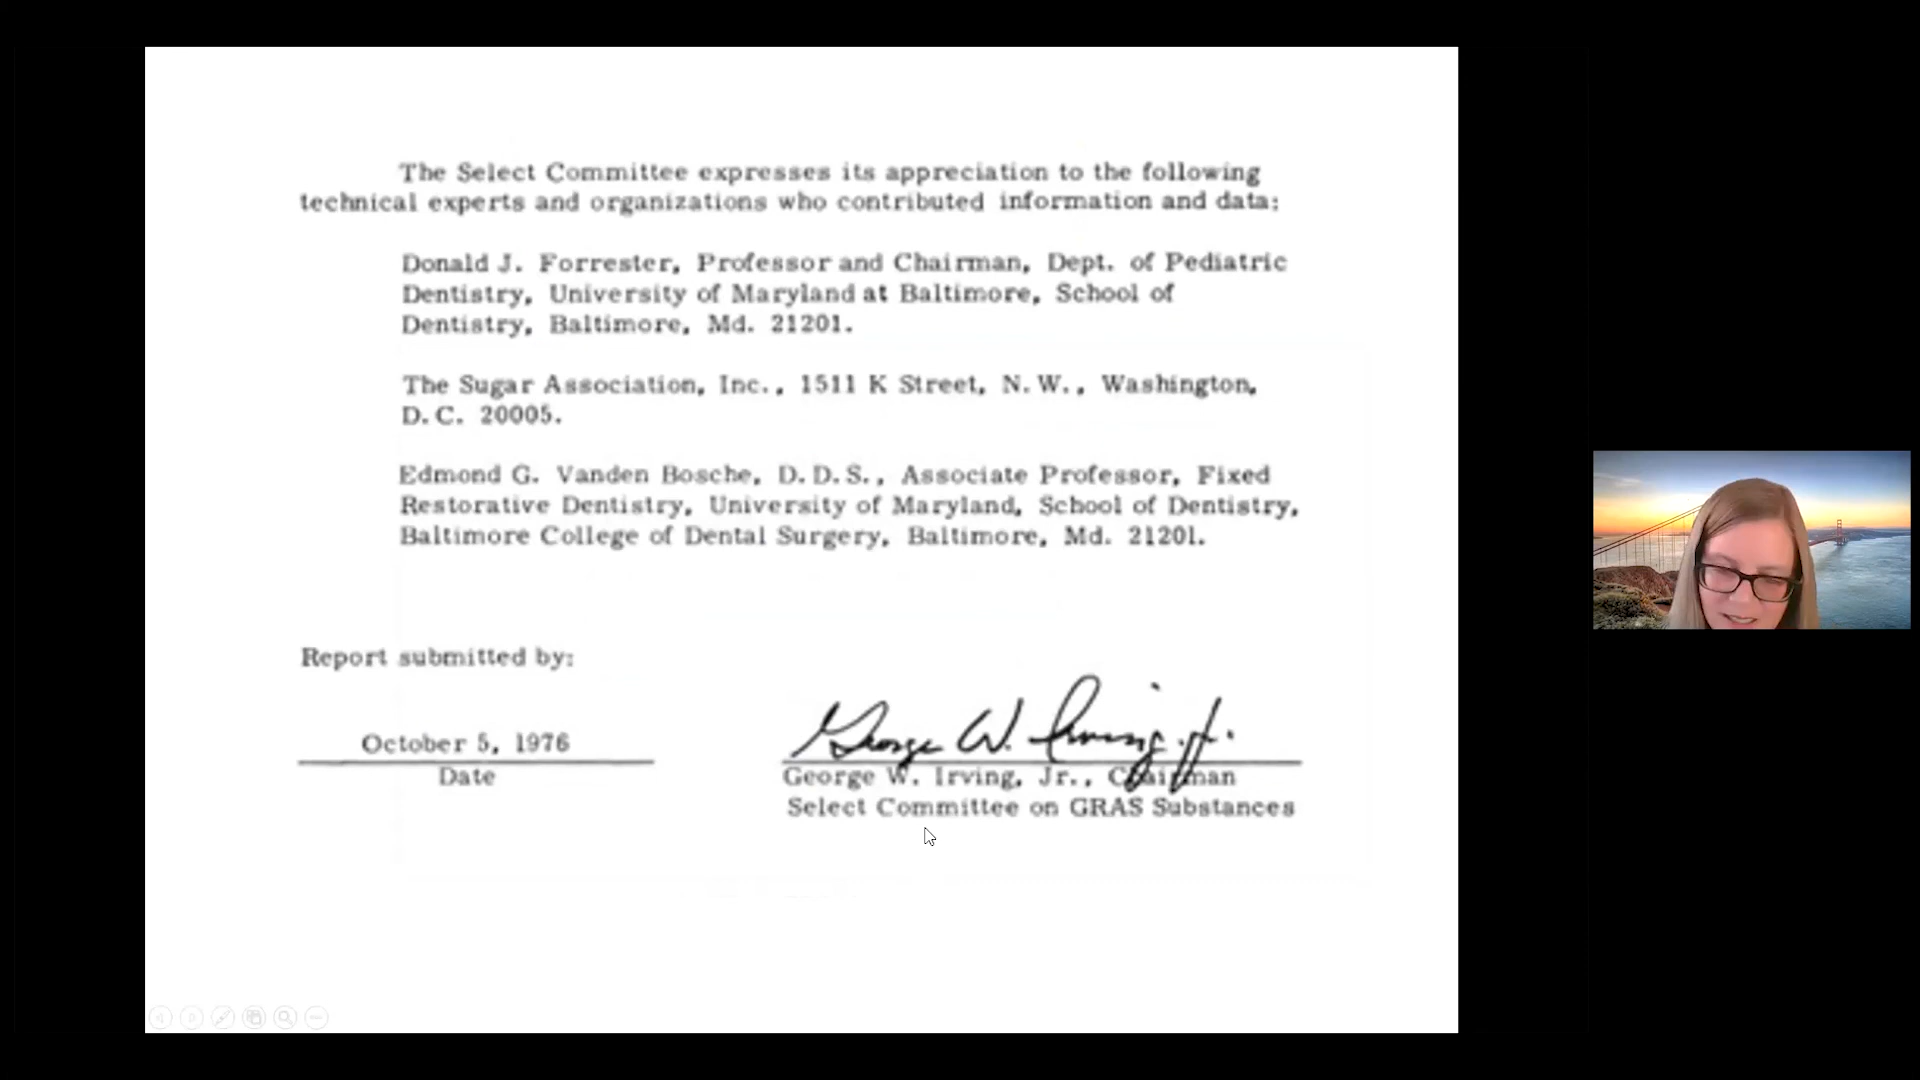 The Select Committee expresses its appreciation to the following
technical experts and organizations who contributed information and data:
Donald J. Forrester, Professor and Chairman, Dept. of Pediatric
Dentistry, University of Maryland at Baltimore, School of
Dentistry, Baltimore, Md. 21201.
The Sugar Association, Inc., 1511 K Street, N.W., Washington,
D.C. 20005.
Edmond G. Vanden Bosche, D.D.S., Associate Professor, Fixed
Restorative Dentistry, University of Maryland, School of Dentistry,
Baltimore College of Dental Surgery, Baltimore, Md. 21201.
Report submitted by:
George W. Irving, Jr.
October 5, 1976
Date
George W. Irving, Jr., Chairman
Select Committee on GRAS Substances